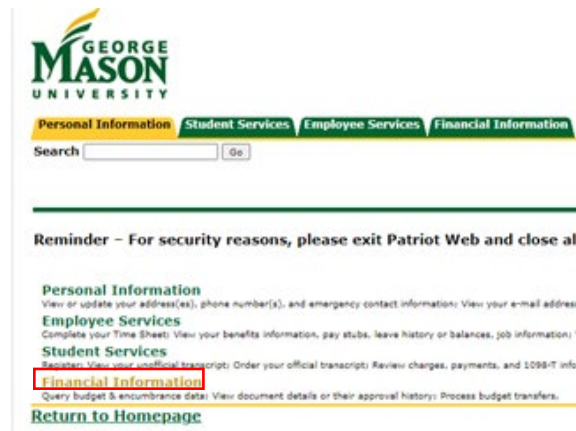 GEORGE
MASON
UNIVERSITY
Personal Information Student Services Employee Services Financial Information
Search Go
Reminder – For security reasons, please exit Patriot Web and close al
Personal Information
View or update your address(es), phone number(s), and emergency contact information; View your e-mail address
Employee Services
Complete your Time Sheet; View your benefits information, pay stubs, leave history or balances, job information;
Student Services
Register; View your unofficial transcript; Order your official transcript; Review charges, payments, and 1098-T info
Financial Information
Query budget & encumbrance data; View document details or their approval history; Process budget transfers.
Return to Homepage